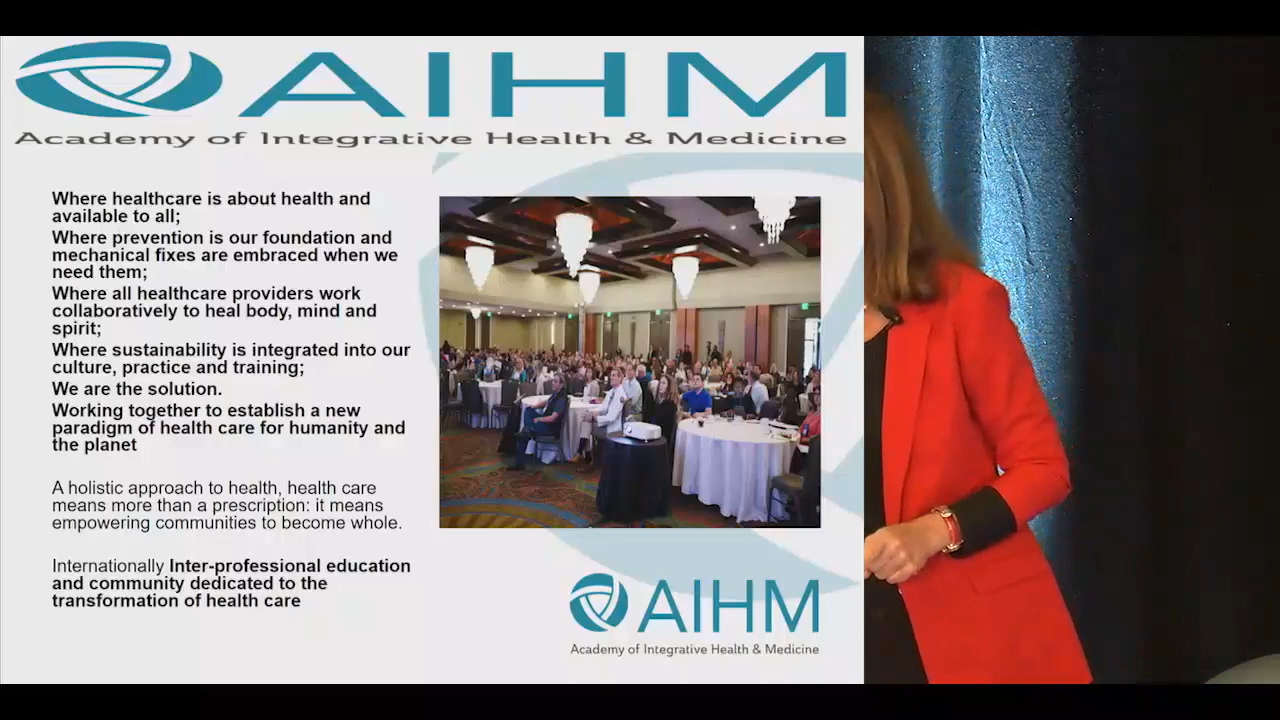 AIHM
Academy of Integrative Health & Medicine
Where healthcare is about health and
available to all;
Where prevention is our foundation and
mechanical fixes are embraced when we
need them;
Where all healthcare providers work
collaboratively to heal body, mind and
spirit;
Where sustainability is integrated into our
culture, practice and training;
We are the solution.
Working together to establish a new
paradigm of health care for humanity and
the planet
A holistic approach to health, health care
means more than a prescription: it means
empowering communities to become whole.
Internationally Inter-professional education
and community dedicated to the
transformation of health care
AIHM
Academy of Integrative Health & Medicine